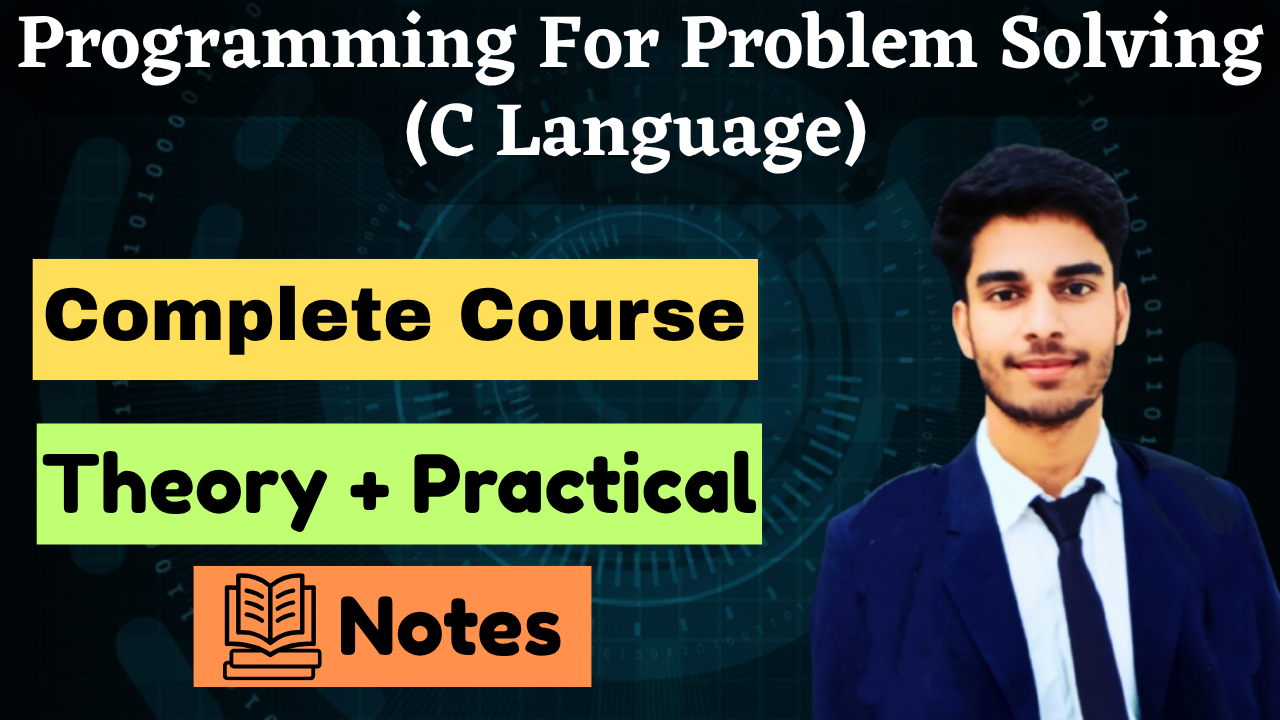 Programming For Problem Solving
(C Language)
Complete Course
Theory + Practical
Notes